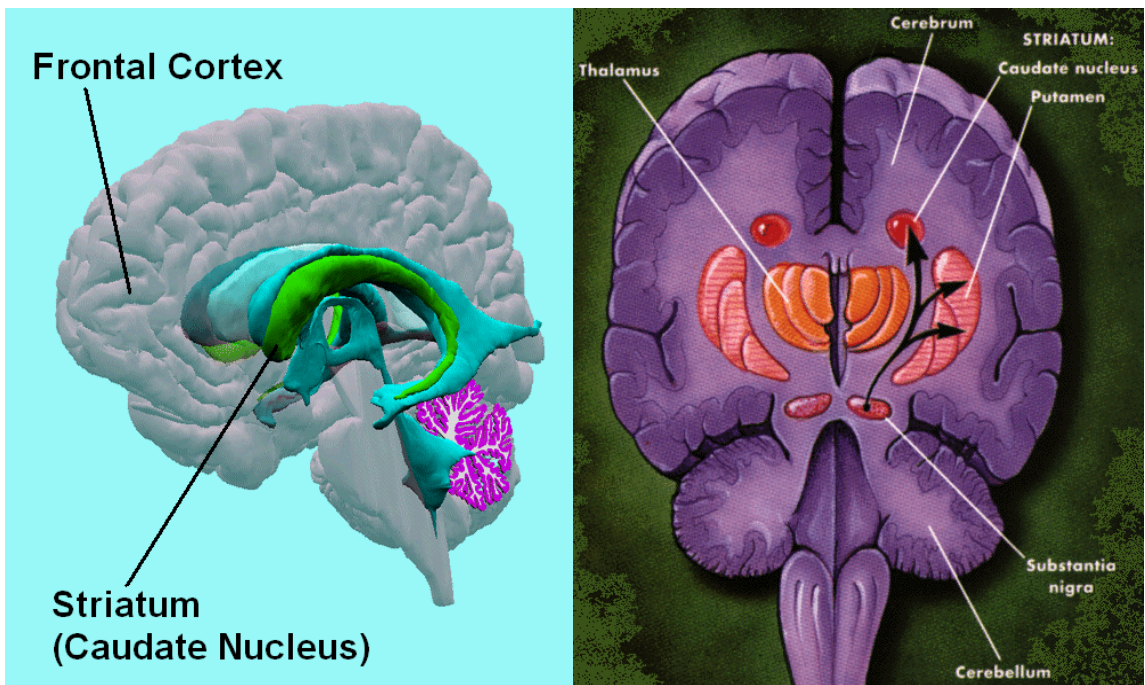 Frontal Cortex
Striatum
(Caudate Nucleus)
Cerebrum
STRIATUM:
Thalamus
Caudate nucleus
Putamen
Substantia
nigra
Cerebellum